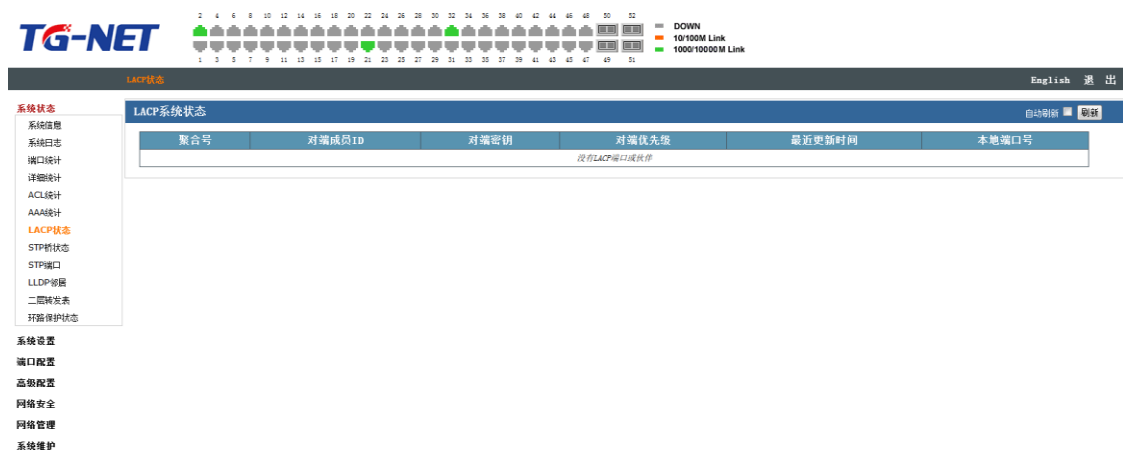 TG-NET
2 4 6 8 10 12 14 16 18 20 22 24 26 28 30 32 34 36 38 40 42 44 46 48 50 52
DOWN
10/100M Link
1000/10000M Link
1 3 5 7 9 11 13 15 17 19 21 23 25 27 29 31 33 35 37 39 41 43 45 47 49 51
LACP状态 English 退 出
系统状态
系统信息
系统日志
端口统计
详细统计
ACL统计
AAA统计
LACP状态
STP桥状态
STP端口
LLDP邻居
二层转发表
环路保护状态
系统设置
端口配置
高级配置
网络安全
网络管理
系统维护
LACP系统状态 自动刷新 刷新
聚合号 对端成员ID 对端密钥 对端优先级 最近更新时间 本地端口号
没有LACP端口或伙伴